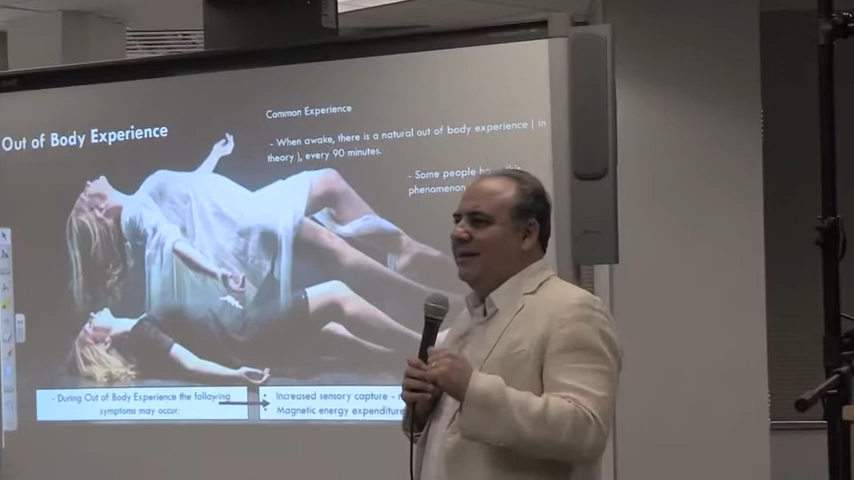 Out of Body Experience
Common Experience
- When awake, there is a natural out of body experience ( in
theory ), every 90 minutes.
- Some people
phenomenon
- During Out of Body Experience the following
symptoms may occur:
• Increased sensory capture –
• Magnetic energy expenditure